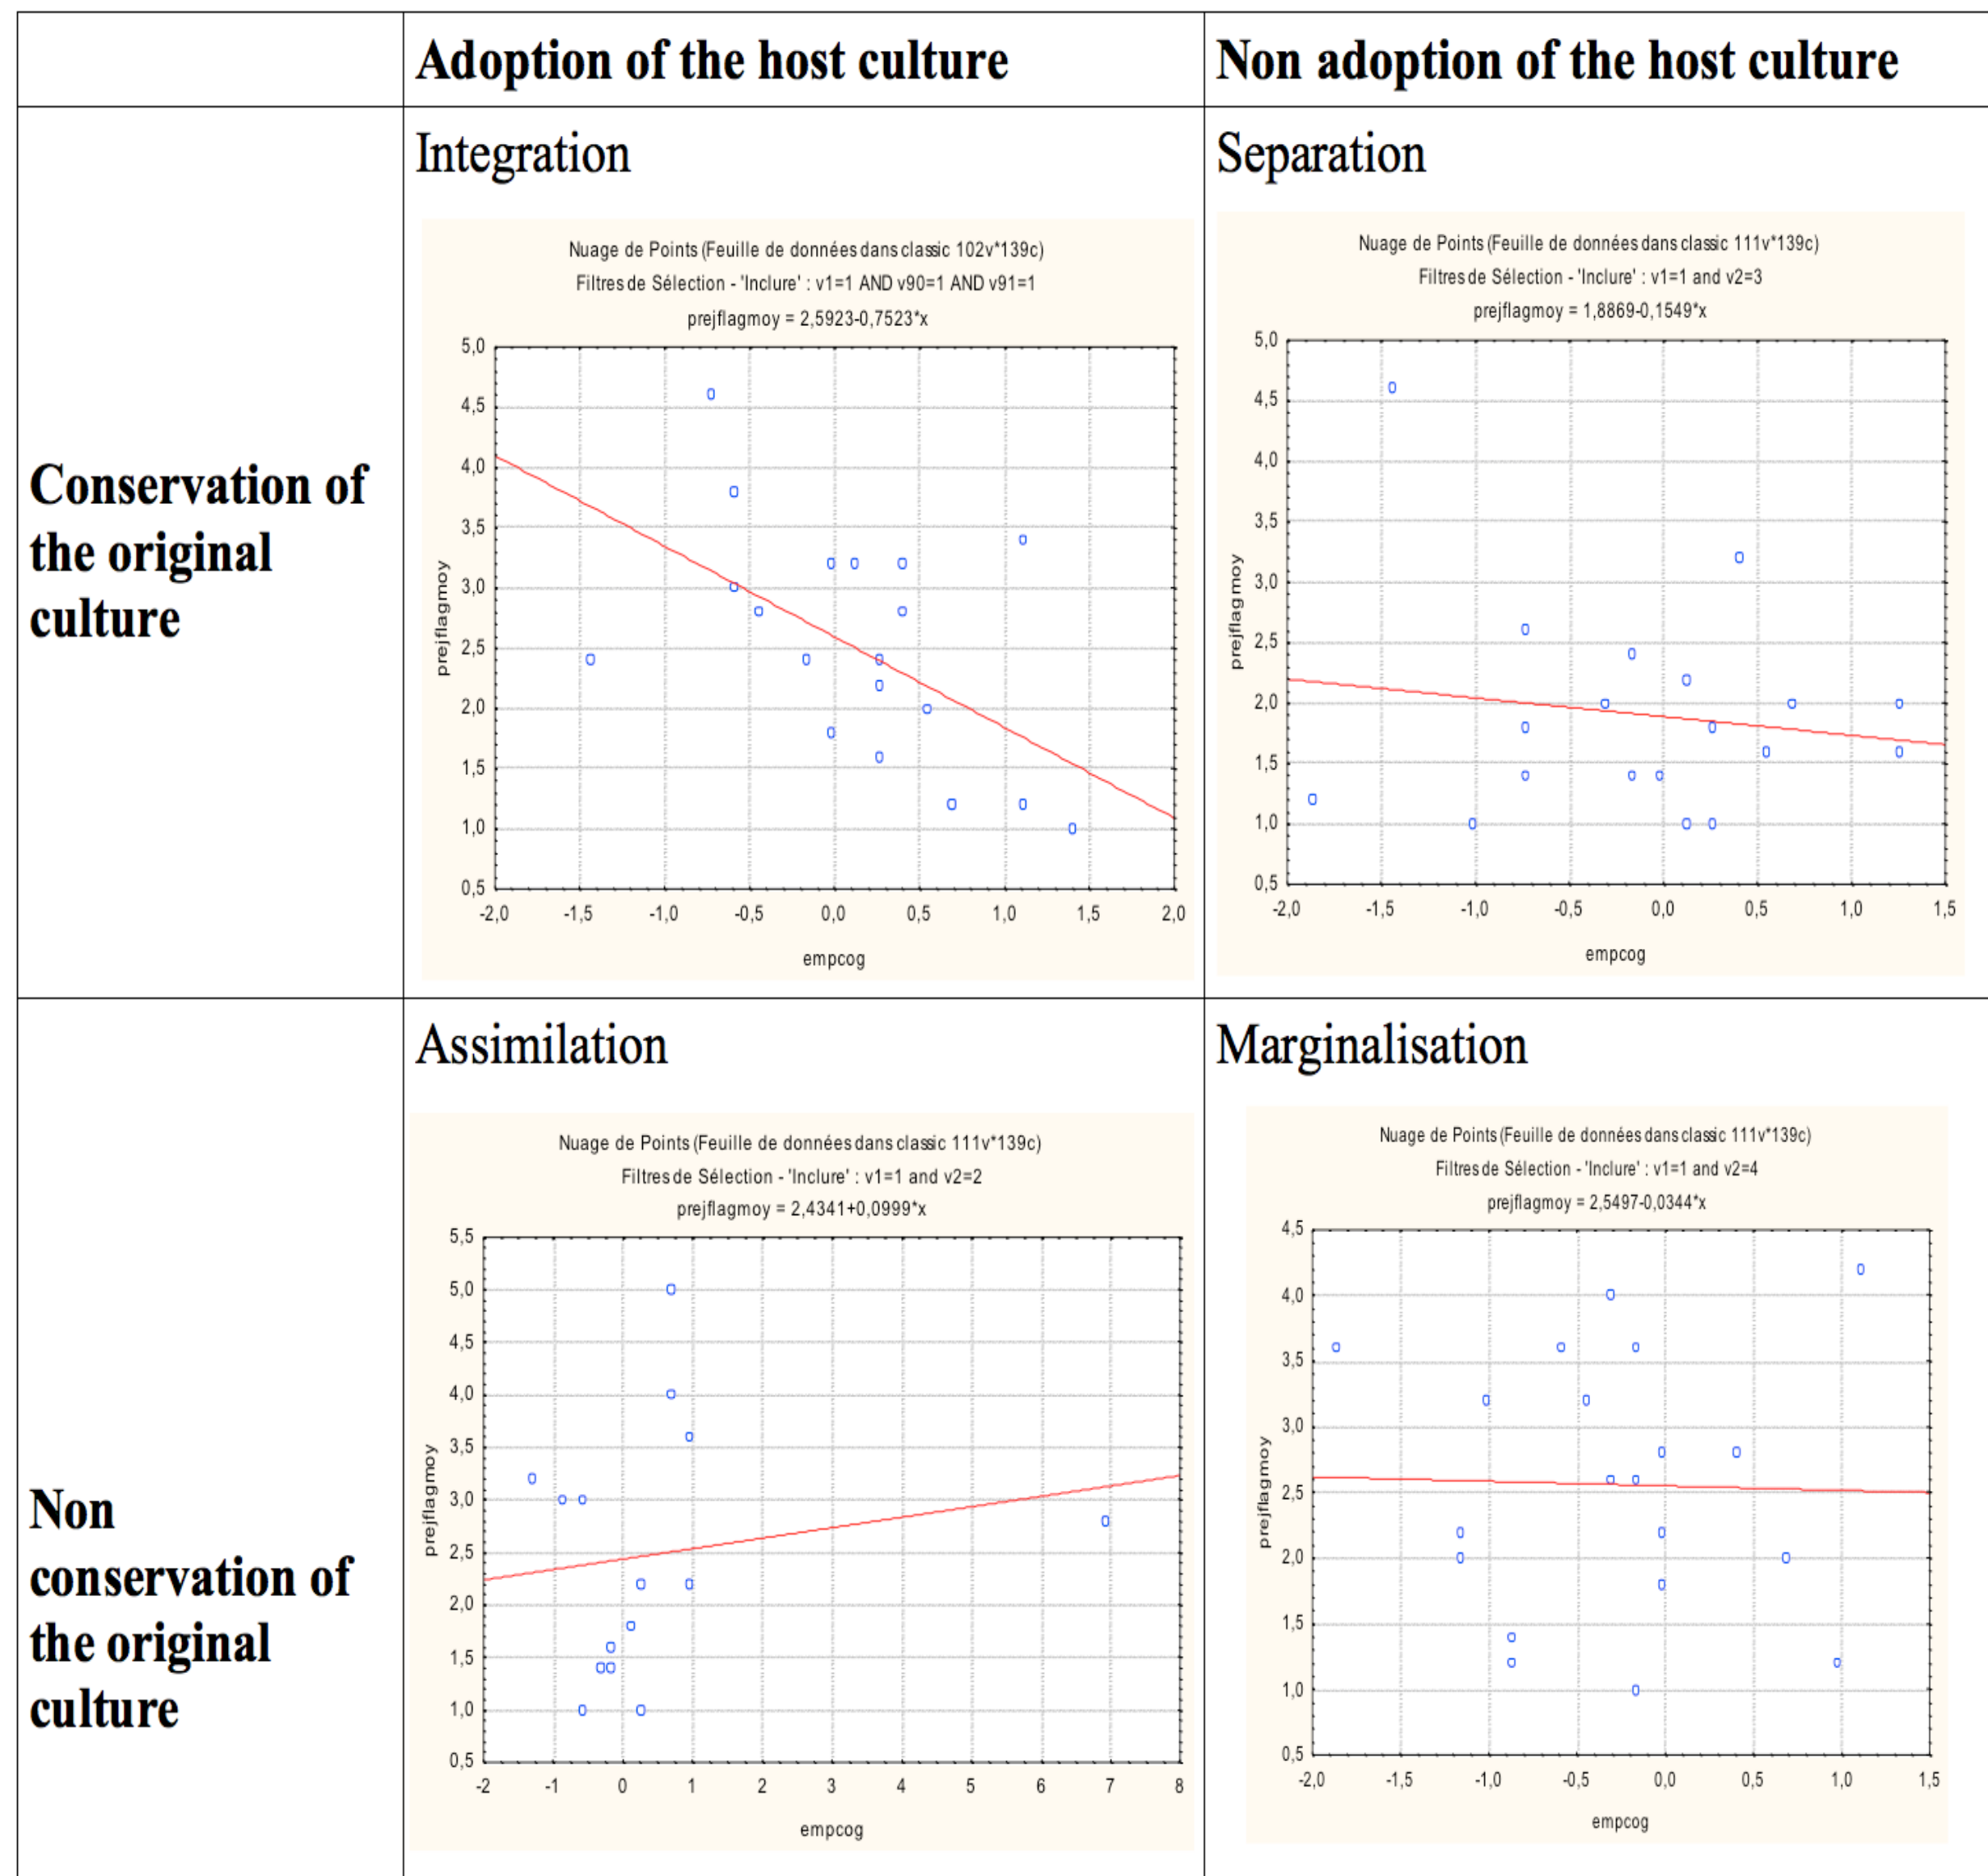 Adoption of the host culture
Non adoption of the host culture
Conservation of
the original
culture
Integration
Nuage de Points (Feuille de données dans classic 102v*139c)
Filtres de Sélection - 'Inclure' : v1=1 AND v90=1 AND v91=1
prejflagmoy = 2,5923-0,7523*x
5,0
4,5
4,0
3,5
3,0
2,5
2,0
1,5
1,0
0,5
prejflagmoy
-2,0 -1,5 -1,0 -0,5 0,0 0,5 1,0 1,5 2,0
empcog
Separation
Nuage de Points (Feuille de données dans classic 111v*139c)
Filtres de Sélection - 'Inclure' : v1=1 and v2=3
prejflagmoy = 1,8869-0,1549*x
5,0
4,5
4,0
3,5
3,0
2,5
2,0
1,5
1,0
0,5
prejflagmoy
-2,0 -1,5 -1,0 -0,5 0,0 0,5 1,0 1,5
empcog
Non
conservation of
the original
culture
Assimilation
Nuage de Points (Feuille de données dans classic 111v*139c)
Filtres de Sélection - 'Inclure' : v1=1 and v2=2
prejflagmoy = 2,4341+0,0999*x
5,5
5,0
4,5
4,0
3,5
3,0
2,5
2,0
1,5
1,0
0,5
prejflagmoy
-2 -1 0 1 2 3 4 5 6 7 8
empcog
Marginalisation
Nuage de Points (Feuille de données dans classic 111v*139c)
Filtres de Sélection - 'Inclure' : v1=1 and v2=4
prejflagmoy = 2,5497-0,0344*x
4,5
4,0
3,5
3,0
2,5
2,0
1,5
1,0
0,5
prejflagmoy
-2,0 -1,5 -1,0 -0,5 0,0 0,5 1,0 1,5
empcog